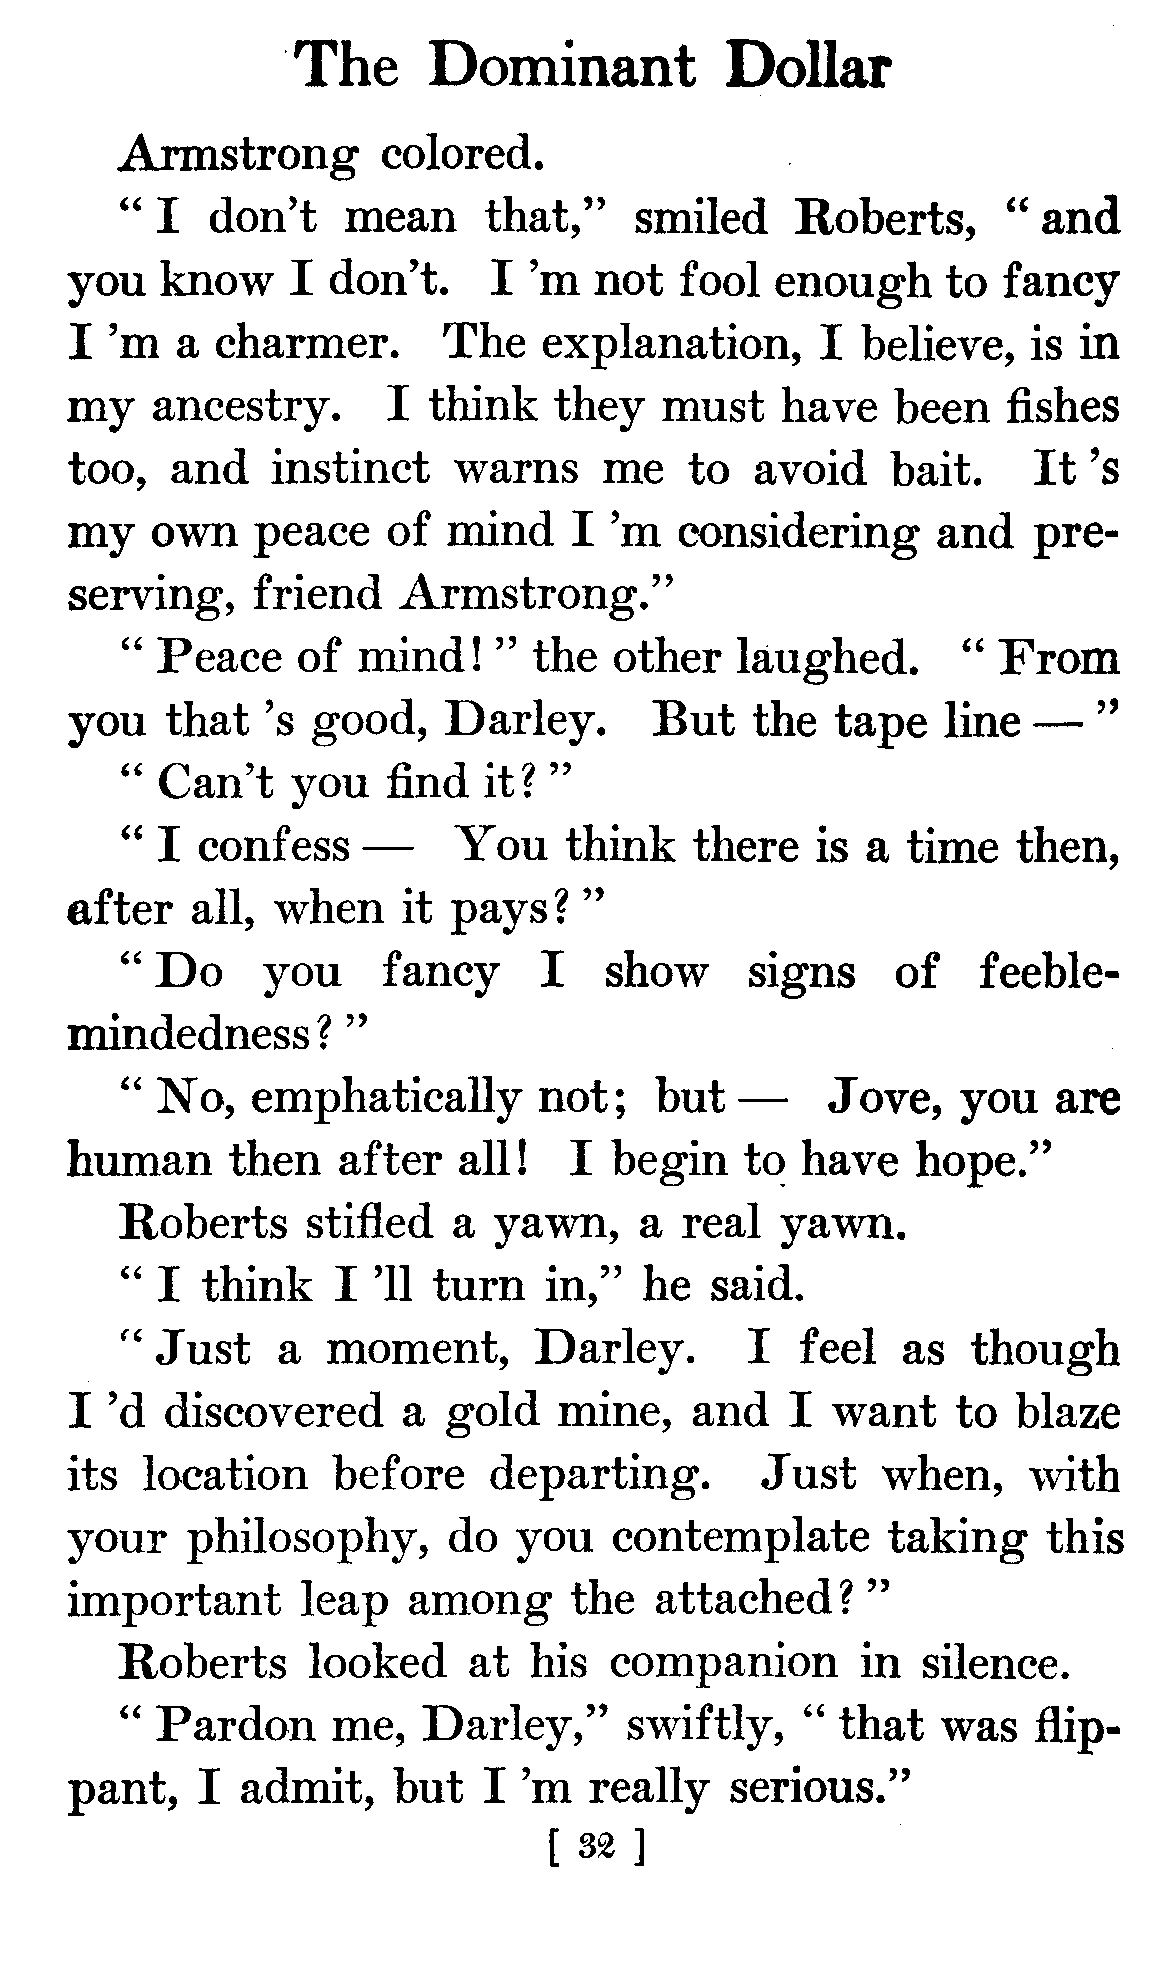 The Dominant Dollar
Armstrong colored.
“ I don’t mean that,” smiled Roberts, “ and
you know I don’t. I ’m not fool enough to fancy
I ’m a charmer. The explanation, I believe, is in
my ancestry. I think they must have been fishes
too, and instinct warns me to avoid bait. It ’s
my own peace of mind I ’m considering and pre-
serving, friend Armstrong.”
“ Peace of mind! ” the other laughed. “ From
you that ’s good, Darley. But the tape line — ”
“ Can’t you find it? ”
“ I confess — You think there is a time then,
after all, when it pays? ”
“ Do you fancy I show signs of feeble-
mindedness? ”
“ No, emphatically not; but — Jove, you are
human then after all! I begin to have hope.”
Roberts stifled a yawn, a real yawn.
“ I think I ’ll turn in,” he said.
“ Just a moment, Darley. I feel as though
I ’d discovered a gold mine, and I want to blaze
its location before departing. Just when, with
your philosophy, do you contemplate taking this
important leap among the attached? ”
Roberts looked at his companion in silence.
“ Pardon me, Darley,” swiftly, “ that was flip-
pant, I admit, but I ’m really serious.”
[ 32 ]